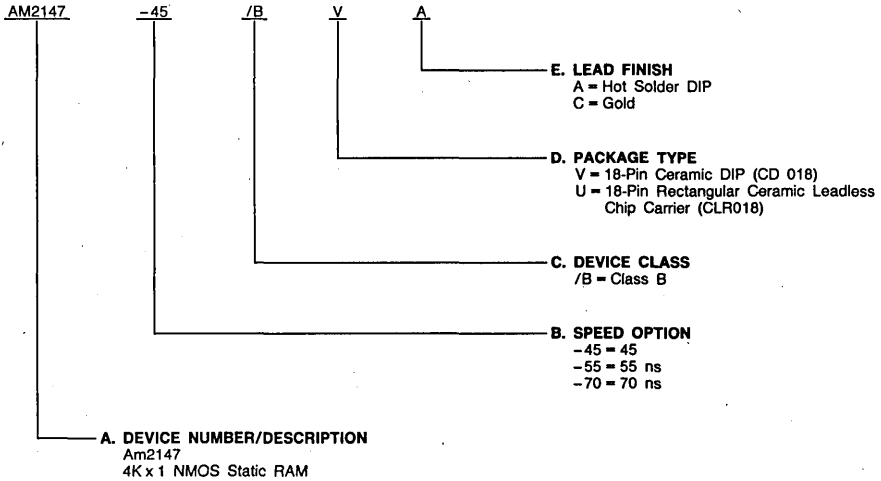 AM2147 -45 /B V A
E. LEAD FINISH
A = Hot Solder DIP
C = Gold
D. PACKAGE TYPE
V = 18-Pin Ceramic DIP (CD 018)
U = 18-Pin Rectangular Ceramic Leadless
Chip Carrier (CLR018)
C. DEVICE CLASS
/B = Class B
B. SPEED OPTION
-45 = 45
-55 = 55 ns
-70 = 70 ns
A. DEVICE NUMBER/DESCRIPTION
Am2147
4K x 1 NMOS Static RAM